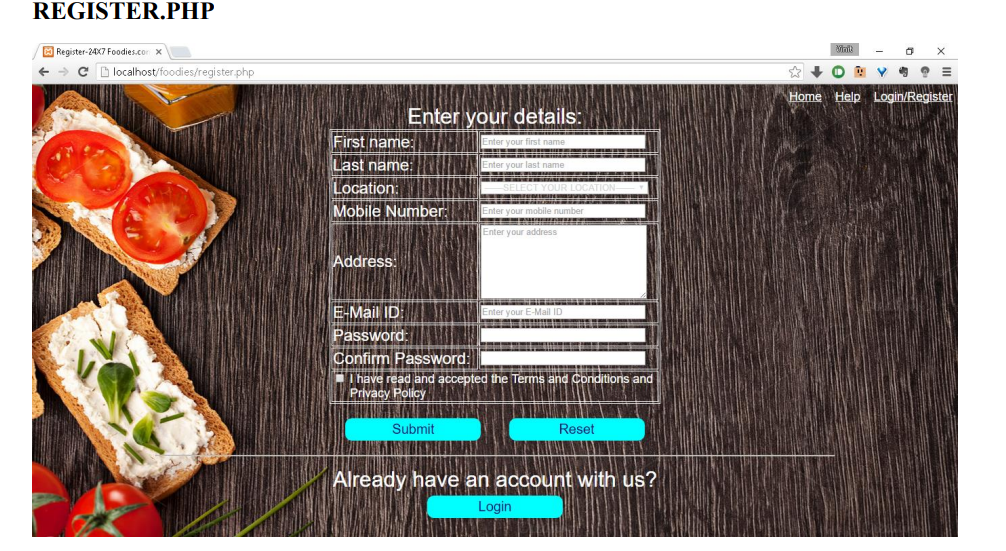 REGISTER.PHP
Register-24X7 Foodies.co
Vinit
localhost/foodies/register.php
Home Help Login/Register
Enter your details:
First name: Enter your first name
Last name: Enter your last name
Location: ------SELECT YOUR LOCATION------
Mobile Number: Enter your mobile number
Address: Enter your address
E-Mail ID: Enter your E-Mail ID
Password:
Confirm Password:
I have read and accepted the Terms and Conditions and
Privacy Policy
Submit Reset
Already have an account with us?
Login